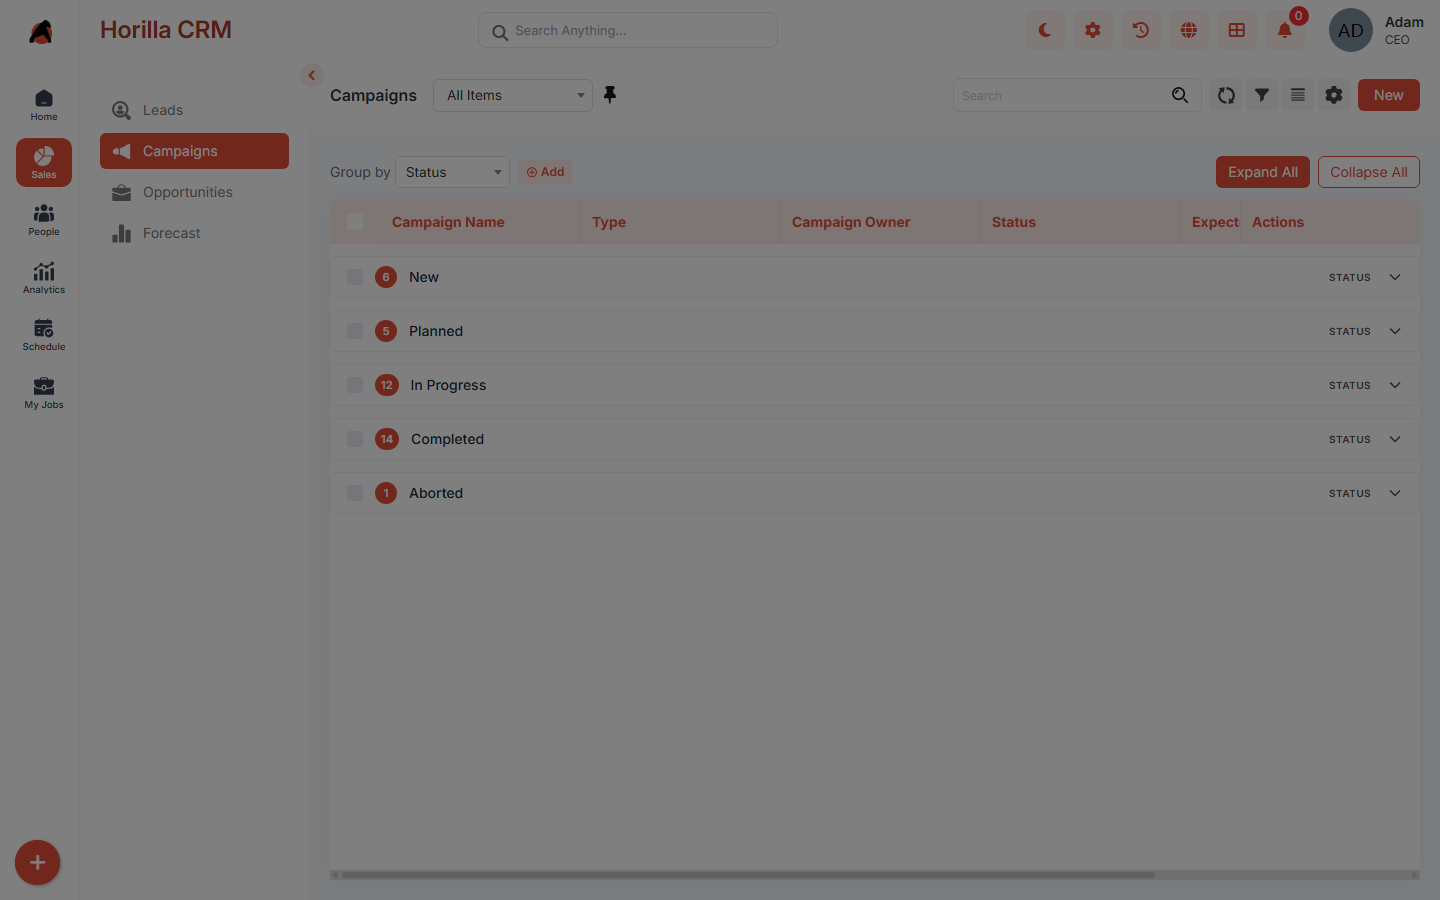 Horilla CRM
Search Anything...
0
AD
Adam
CEO
Home
Sales
People
Analytics
Schedule
My Jobs
Leads
Campaigns
Opportunities
Forecast
Campaigns
All Items
Search
New
Group by
Status
Add
Expand All
Collapse All
Campaign Name
Type
Campaign Owner
Status
Expect
Actions
6 New STATUS
5 Planned STATUS
12 In Progress STATUS
14 Completed STATUS
1 Aborted STATUS